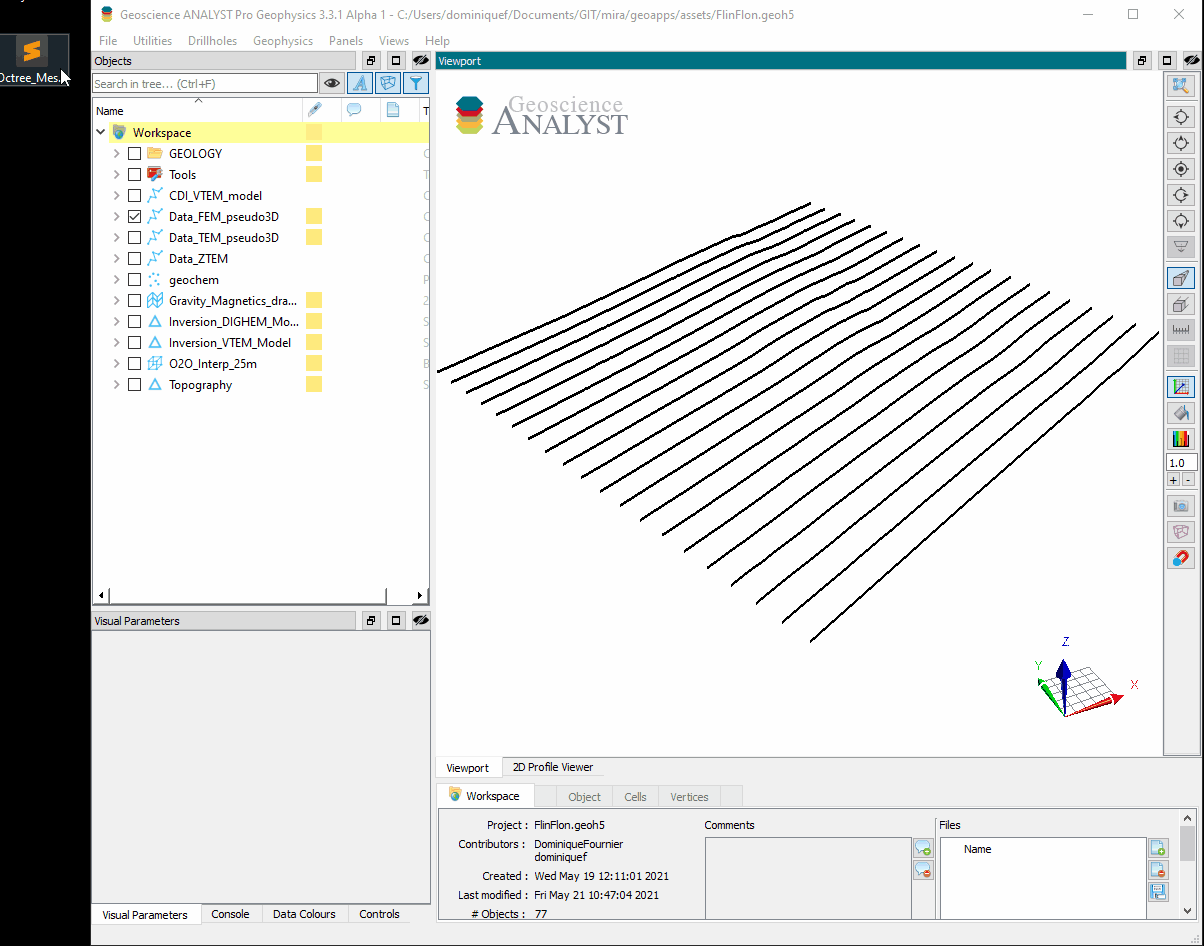 Geoscience ANALYST Pro Geophysics 3.3.1 Alpha 1 - C:/Users/dominiquef/Documents/GIT/mira/geoapps/assets/FlinFlon.geoh5
File Utilities Drillholes Geophysics Panels Views Help
Objects
Viewport
Search in tree... (Ctrl+F)
Octree_Mes...
Name
T
Workspace
GEOLOGY
Tools
T
CDI_VTEM_model
Data_FEM_pseudo3D
Data_TEM_pseudo3D
Data_ZTEM
geochem
P
Gravity_Magnetics_dra...
2
Inversion_DIGHEM_Mo...
S
Inversion_VTEM_Model
S
O2O_Interp_25m
B
Topography
S
Geoscience
ANALYST
1.0
+ -
Z
Y
X
Visual Parameters
Viewport 2D Profile Viewer
Workspace Object Cells Vertices
Project : FlinFlon.geoh5
Contributors : DominiqueFournier
dominiquef
Created : Wed May 19 12:11:01 2021
Last modified : Fri May 21 10:47:04 2021
# Objects : 77
Comments
Files
Name
Visual Parameters Console Data Colours Controls